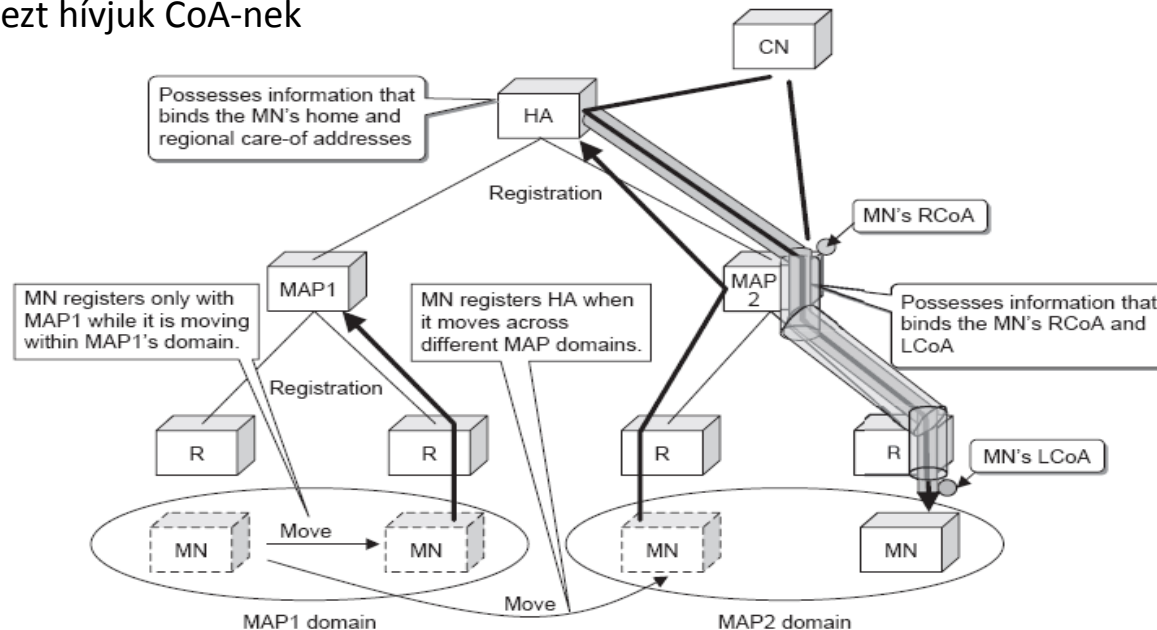 ezt hívjuk CoA-nek
CN
Possesses information that
binds the MN's home and
regional care-of addresses
HA
Registration
MN's RCoA
MAP1
MAP
2
MN registers only with
MAP1 while it is moving
within MAP1's domain.
MN registers HA when
it moves across
different MAP domains.
Possesses information that
binds the MN's RCoA and
LCoA
Registration
R
R
R
R
MN's LCoA
MN
Move
MN
MN
MN
Move
MAP1 domain
MAP2 domain